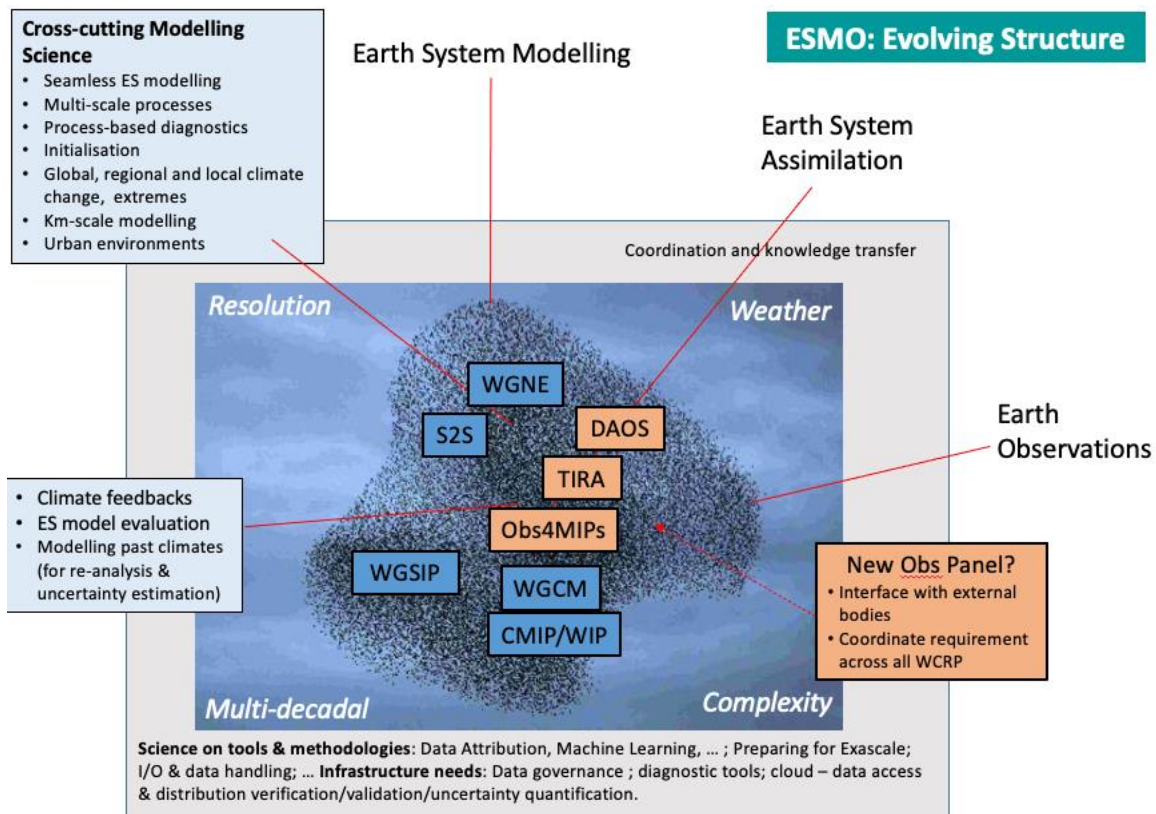 Cross-cutting Modelling
Science
• Seamless ES modelling
• Multi-scale processes
• Process-based diagnostics
• Initialisation
• Global, regional and local climate
change,  extremes
• Km-scale modelling
• Urban environments
Earth System Modelling
ESMO: Evolving Structure
Earth System
Assimilation
Coordination and knowledge transfer
Resolution
Weather
WGNE
S2S
DAOS
TIRA
Earth
Observations
• Climate feedbacks
• ES model evaluation
• Modelling past climates
(for re-analysis &
uncertainty estimation)
Obs4MIPs
WGSIP
WGCM
CMIP/WIP
New Obs Panel?
• Interface with external
bodies
• Coordinate requirement
across all WCRP
Multi-decadal
Complexity
Science on tools & methodologies: Data Attribution, Machine Learning, ... ; Preparing for Exascale;
I/O & data handling; ... Infrastructure needs: Data governance ; diagnostic tools; cloud – data access
& distribution verification/validation/uncertainty quantification.